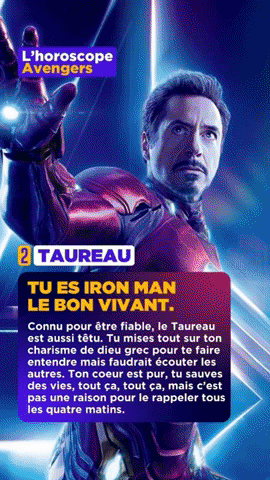 L'horoscope
Avengers
2 TAUREAU
TU ES IRON MAN
LE BON VIVANT.
Connu pour être fiable, le Taureau
est aussi têtu. Tu mises tout sur ton
charisme de dieu grec pour te faire
entendre mais faudrait écouter les
autres. Ton coeur est pur, tu sauves
des vies, tout ça, tout ça, mais c'est
pas une raison pour le rappeler tous
les quatre matins.